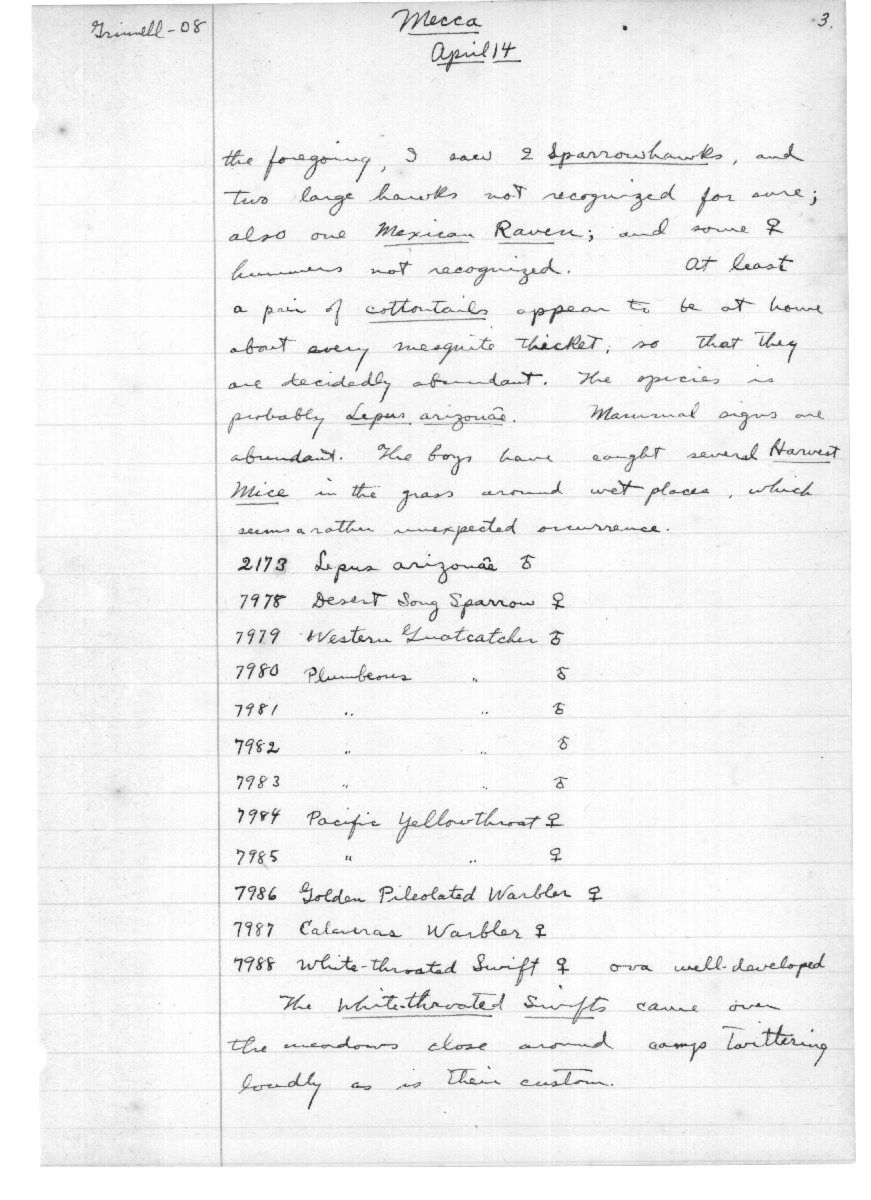 Grinnell-08
Mecca
3.
April 14
the foregoing, I saw 2 Sparrowhawks, and
two large hawks not recognized for sure;
also one Mexican Raven; and some ♀
hummers not recognized. At least
a pair of cottontails appear to be at home
about every mesquite thicket; so that they
are decidedly abundant. The species is
probably Lepus arizonae. Mammal signs are
abundant. The boys have caught several Harvest
Mice in the grass around wet places, which
seems a rather unexpected occurrence.
2173 Lepus arizonae ♂
7978 Desert Song Sparrow ♀
7979 Western Gnatcatcher ♂
7980 Plumbeous " ♂
7981 " " ♂
7982 " " ♂
7983 " " ♂
7984 Pacific Yellowthroat ♀
7985 " " ♀
7986 Golden Pileolated Warbler ♀
7987 Calaveras Warbler ♀
7988 White-throated Swift ♀ ova well-developed
The White-throated Swifts came over
the meadows close around camp twittering
loudly as is their custom.